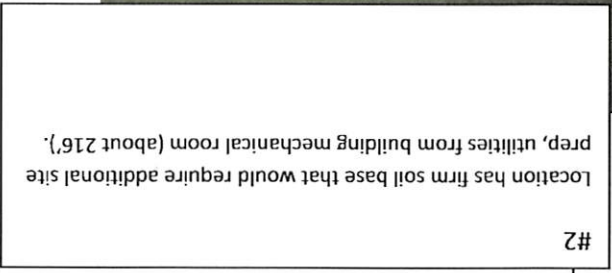 #2
Location has firm soil base that would require additional site
prep, utilities from building mechanical room (about 216').